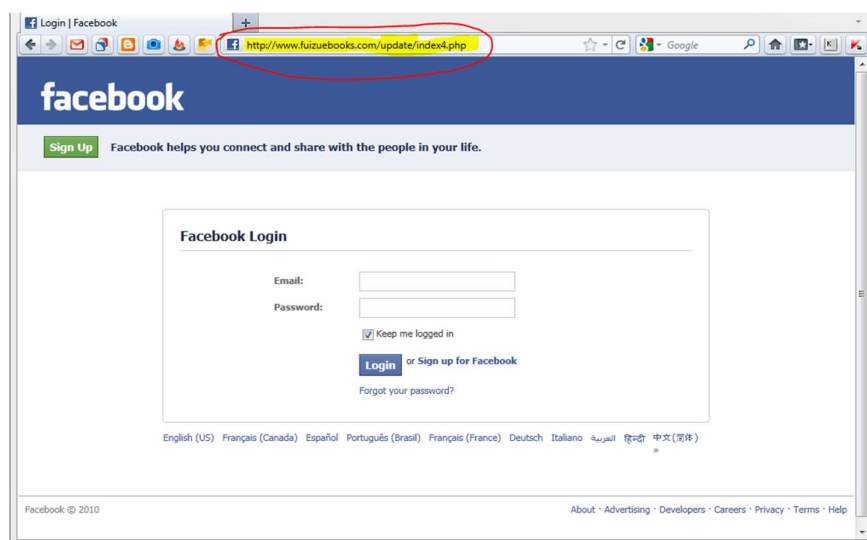 Login | Facebook
http://www.fuizuebooks.com/update/index4.php
Google
facebook
Sign Up Facebook helps you connect and share with the people in your life.
Facebook Login
Email:
Password:
Keep me logged in
Login or Sign up for Facebook
Forgot your password?
English (US) Français (Canada) Español Português (Brasil) Français (France) Deutsch Italiano العربية हिन्दी 中文(简体)
»
Facebook © 2010 About · Advertising · Developers · Careers · Privacy · Terms · Help